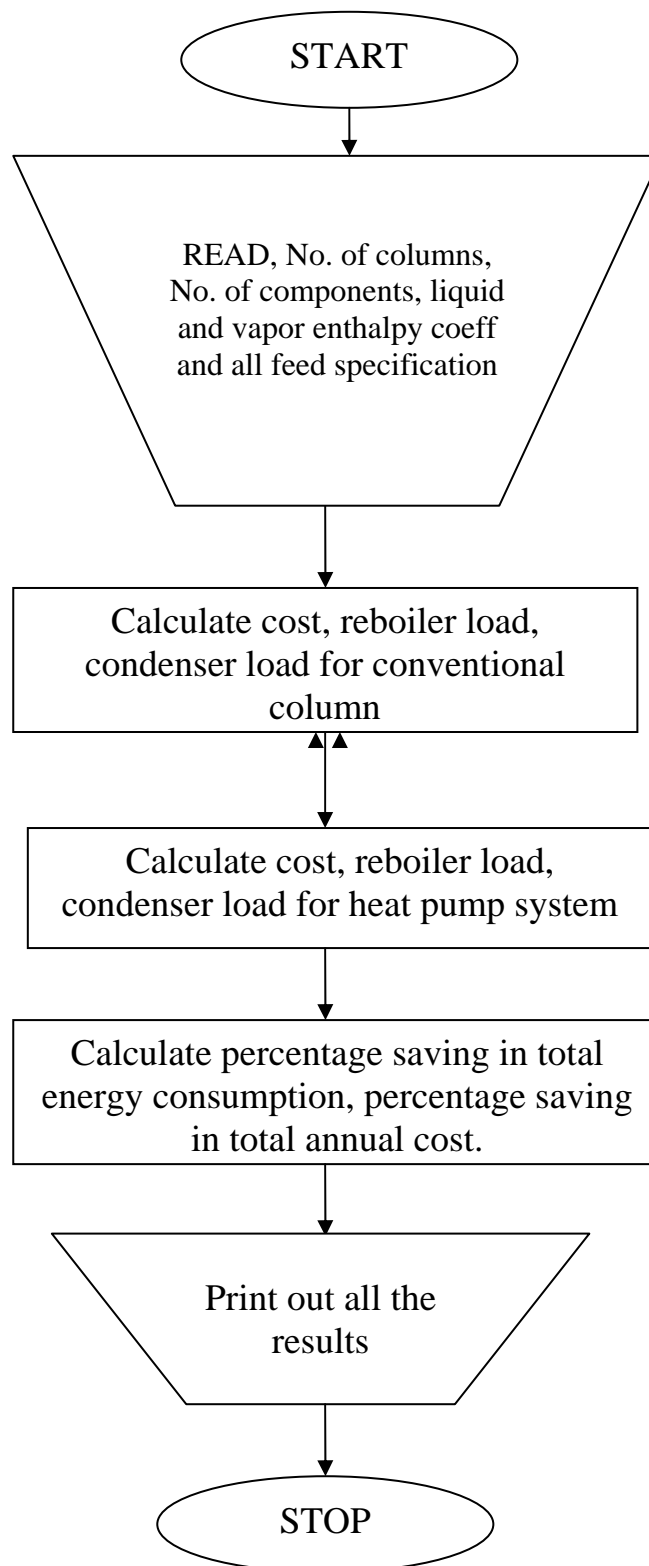 START
READ, No. of columns,
No. of components, liquid
and vapor enthalpy coeff
and all feed specification
Calculate cost, reboiler load,
condenser load for conventional
column
Calculate cost, reboiler load,
condenser load for heat pump system
Calculate percentage saving in total
energy consumption, percentage saving
in total annual cost.
Print out all the
results
STOP